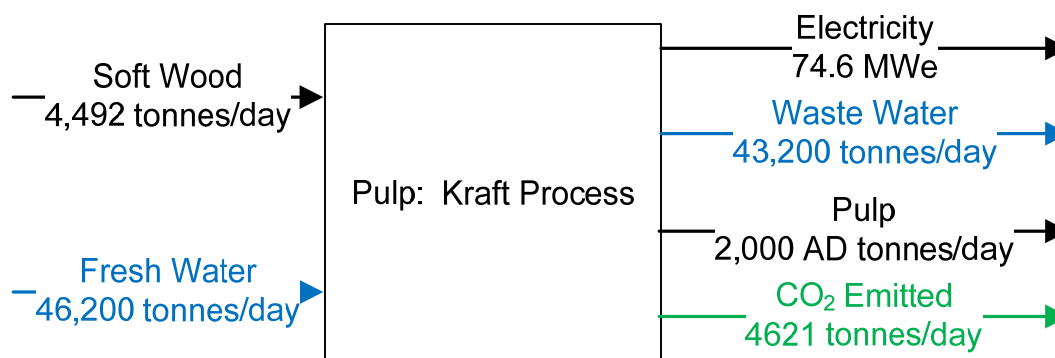 Soft Wood
4,492 tonnes/day
Fresh Water
46,200 tonnes/day
Pulp: Kraft Process
Electricity
74.6 MWe
Waste Water
43,200 tonnes/day
Pulp
2,000 AD tonnes/day
CO₂ Emitted
4621 tonnes/day